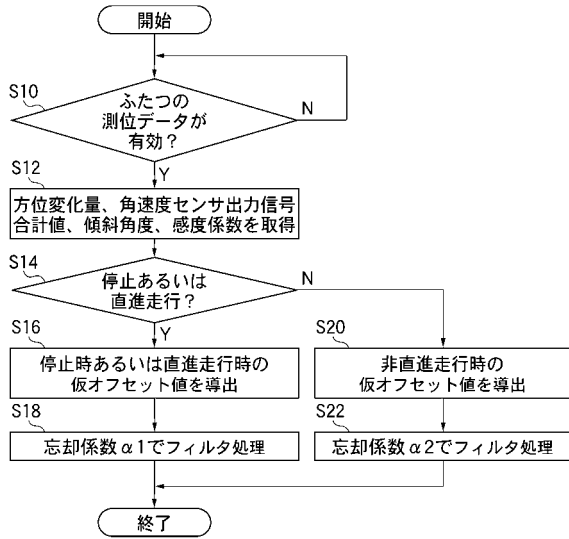 開始
S10
ふたつの
測位データが
有効？
N
Y
S12
方位変化量、角速度センサ出力信号
合計値、傾斜角度、感度係数を取得
S14
停止あるいは
直進走行？
N
Y
S16
停止時あるいは直進走行時の
仮オフセット値を導出
S20
非直進走行時の
仮オフセット値を導出
S18
忘却係数α1でフィルタ処理
S22
忘却係数α2でフィルタ処理
終了